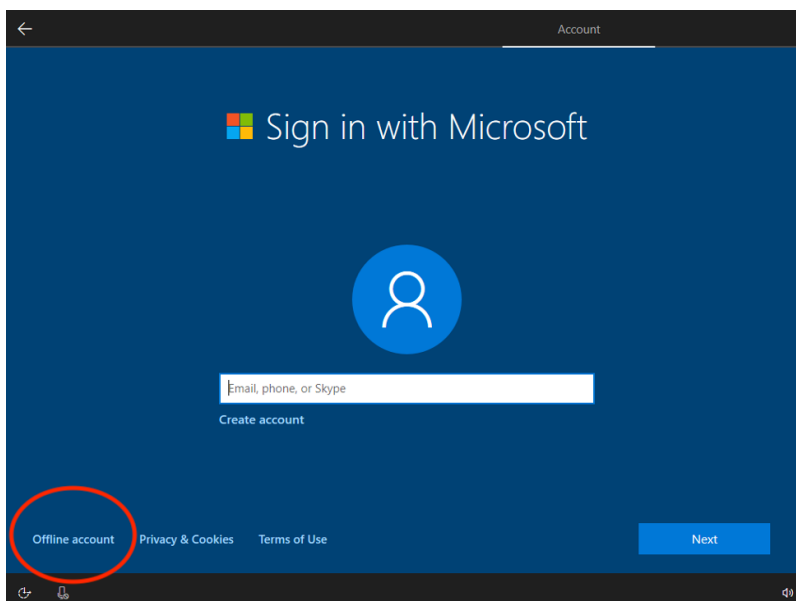 Account
Sign in with Microsoft
Email, phone, or Skype
Create account
Offline account Privacy & Cookies Terms of Use Next